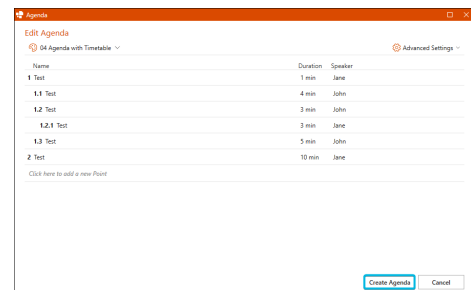 Agenda
Edit Agenda
04 Agenda with Timetable Advanced Settings
Name Duration Speaker
1 Test 1 min Jane
1.1 Test 4 min John
1.2 Test 3 min John
1.2.1 Test 3 min Jane
1.3 Test 5 min John
2 Test 10 min Jane
Click here to add a new Point
Create Agenda Cancel